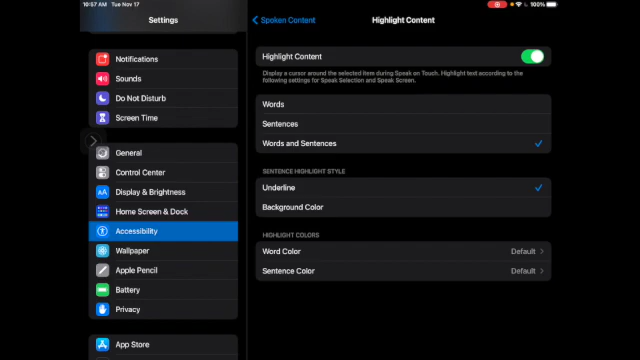 10:57 AM Tue Nov 17
100%
Settings
Notifications
Sounds
Do Not Disturb
Screen Time
General
Control Center
AA Display & Brightness
Home Screen & Dock
Accessibility
Wallpaper
Apple Pencil
Battery
Privacy
App Store
Spoken Content
Highlight Content
Highlight Content
Display a cursor around the selected item during Speak on Touch. Highlight text according to the
following settings for Speak Selection and Speak Screen.
Words
Sentences
Words and Sentences
SENTENCE HIGHLIGHT STYLE
Underline
Background Color
HIGHLIGHT COLORS
Word Color Default
Sentence Color Default